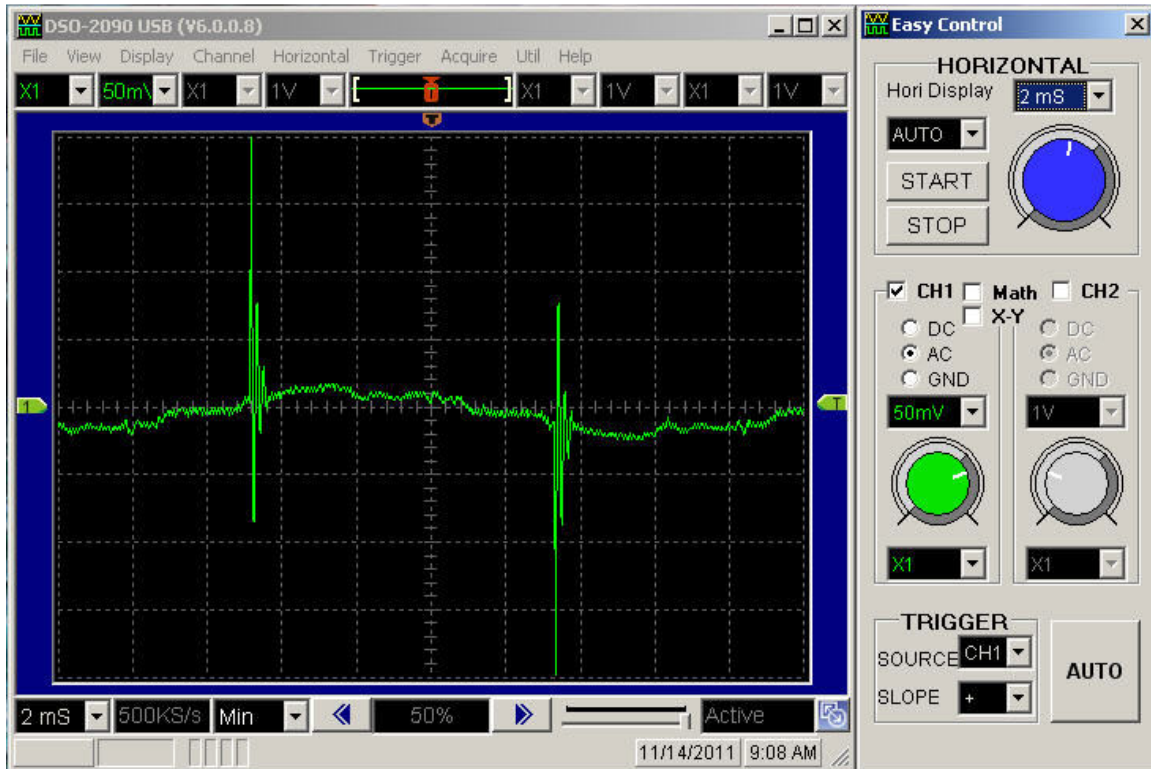 DSO-2090 USB (V6.0.0.8)
File View Display Channel Horizontal Trigger Acquire Util Help
X1 50m\ X1 1V T X1 1V X1 1V
T
1
T
2 mS 500KS/s Min 50% Active
11/14/2011 9:08 AM
Easy Control
HORIZONTAL
Hori Display 2 mS
AUTO
START
STOP
CH1 Math CH2
X-Y
DC DC
AC AC
GND GND
50mV 1V
X1 X1
TRIGGER
SOURCE CH1
SLOPE +
AUTO